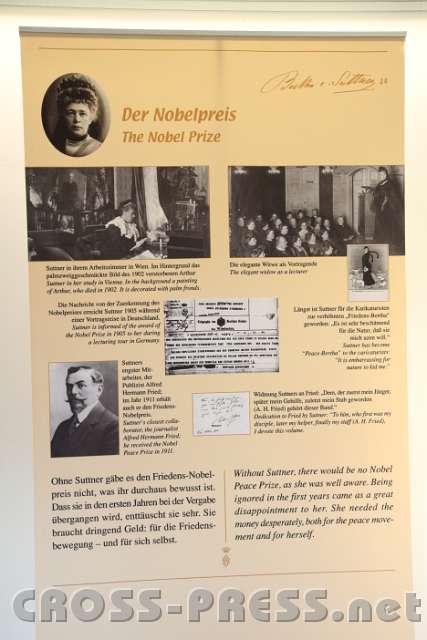 Bertha v. Suttner
Der Nobelpreis
The Nobel Prize
Suttner in ihrem Arbeitszimmer in Wien. Im Hintergrund das
palmzweiggeschmückte Bild des 1902 verstorbenen Arthur
Suttner in her study in Vienna. In the background a painting
of Arthur, who died in 1902. It is decorated with palm fronds.
Die elegante Witwe als Vortragende
The elegant widow as a lecturer
Die Nachricht von der Zuerkennung des
Nobelpreises erreicht Suttner 1905 während
einer Vortragsreise in Deutschland.
Suttner is informed of the award of
the Nobel Prize in 1905 to her during
a lecturing tour in Germany.
Längst ist Suttner für die Karikaturisten
zur verhöhnten „Friedens-Bertha“
geworden. „Es ist sehr beschämend
für die Natur, daß sie
mich nennt.“
Suttner has become
"Peace-Bertha" to the caricaturists
"It is embarrassing for
nature to bid me."
Suttners
engster Mit-
arbeiter, der
Publizist Alfred
Hermann Fried;
im Jahr 1911 erhält
auch er den Friedens-
Nobelpreis.
Suttner's closest colla-
borator, the journalist
Alfred Hermann Fried;
he received the Nobel
Peace Prize in 1911.
Widmung Suttners an Fried: „Dem, der zuerst mein Jünger,
später mein Gehilfe, zuletzt mein Stab geworden
(A. H. Fried) gehört dieser Band.“
Dedication to Fried by Suttner: "To him, who first was my
disciple, later my helper, finally my staff (A. H. Fried),
I devote this volume.
Ohne Suttner gäbe es den Friedens-Nobel-
preis nicht, was ihr durchaus bewusst ist.
Dass sie in den ersten Jahren bei der Vergabe
übergangen wird, enttäuscht sie sehr. Sie
braucht dringend Geld: für die Friedens-
bewegung – und für sich selbst.
Without Suttner, there would be no Nobel
Peace Prize, as she was well aware. Being
ignored in the first years came as a great
disappointment to her. She needed the
money desperately, both for the peace move-
ment and for herself.
CROSS-PRESS.net